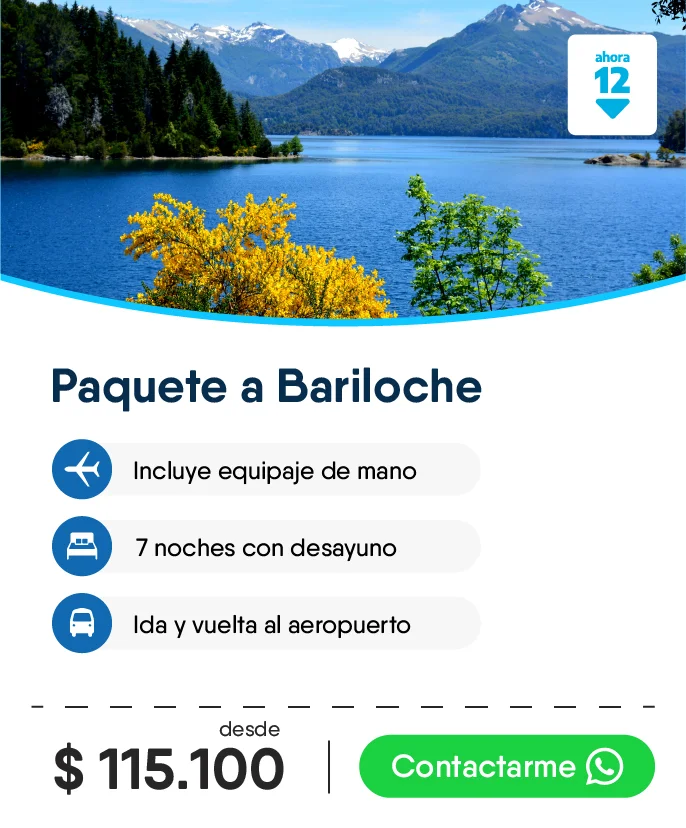 ahora
12
Paquete a Bariloche
Incluye equipaje de mano
7 noches con desayuno
Ida y vuelta al aeropuerto
desde
$ 115.100
Contactarme